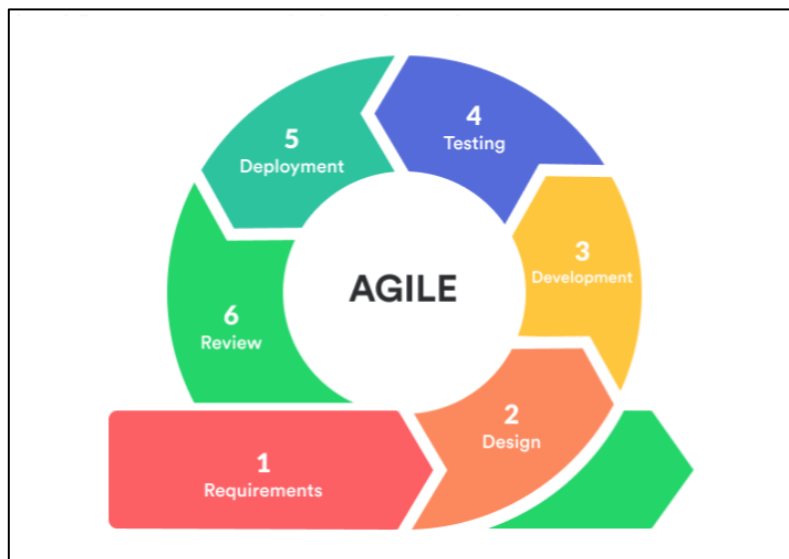 4
Testing
5
Deployment
3
Development
AGILE
6
Review
2
Design
1
Requirements